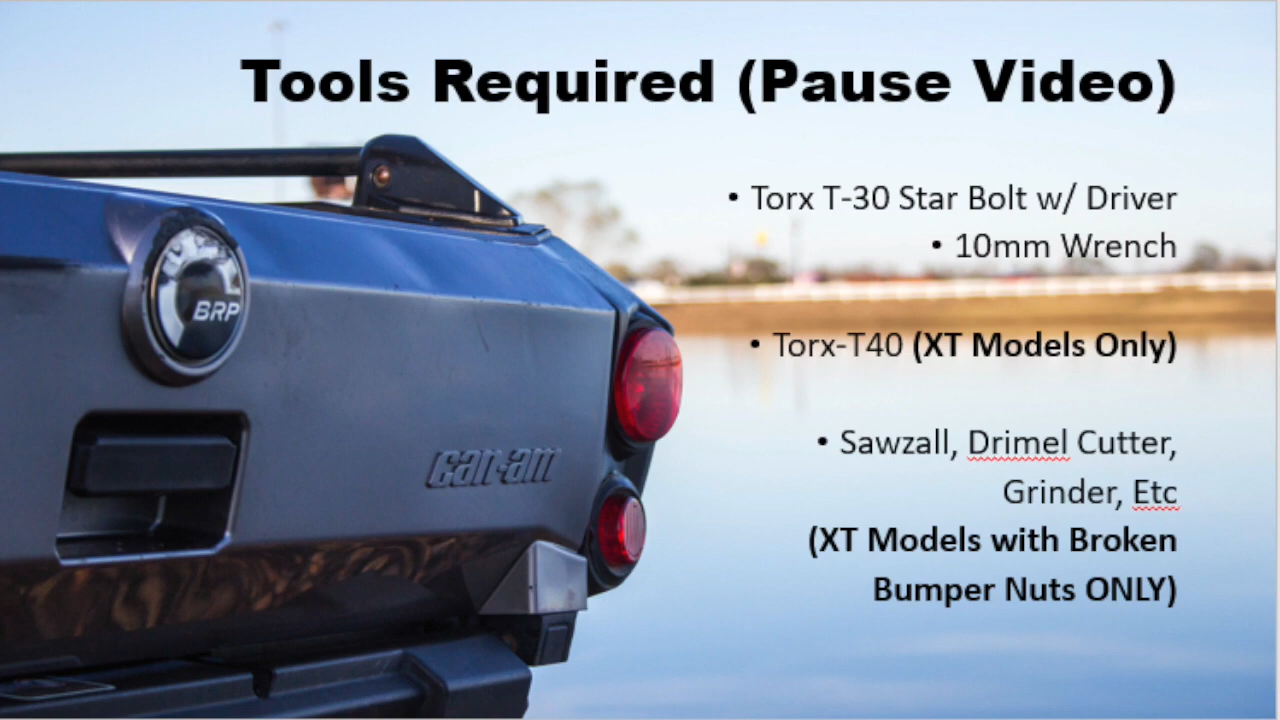 Tools Required (Pause Video)
• Torx T-30 Star Bolt w/ Driver
• 10mm Wrench
• Torx-T40 (XT Models Only)
• Sawzall, Drimel Cutter,
Grinder, Etc
(XT Models with Broken
Bumper Nuts ONLY)
BRP
can-am